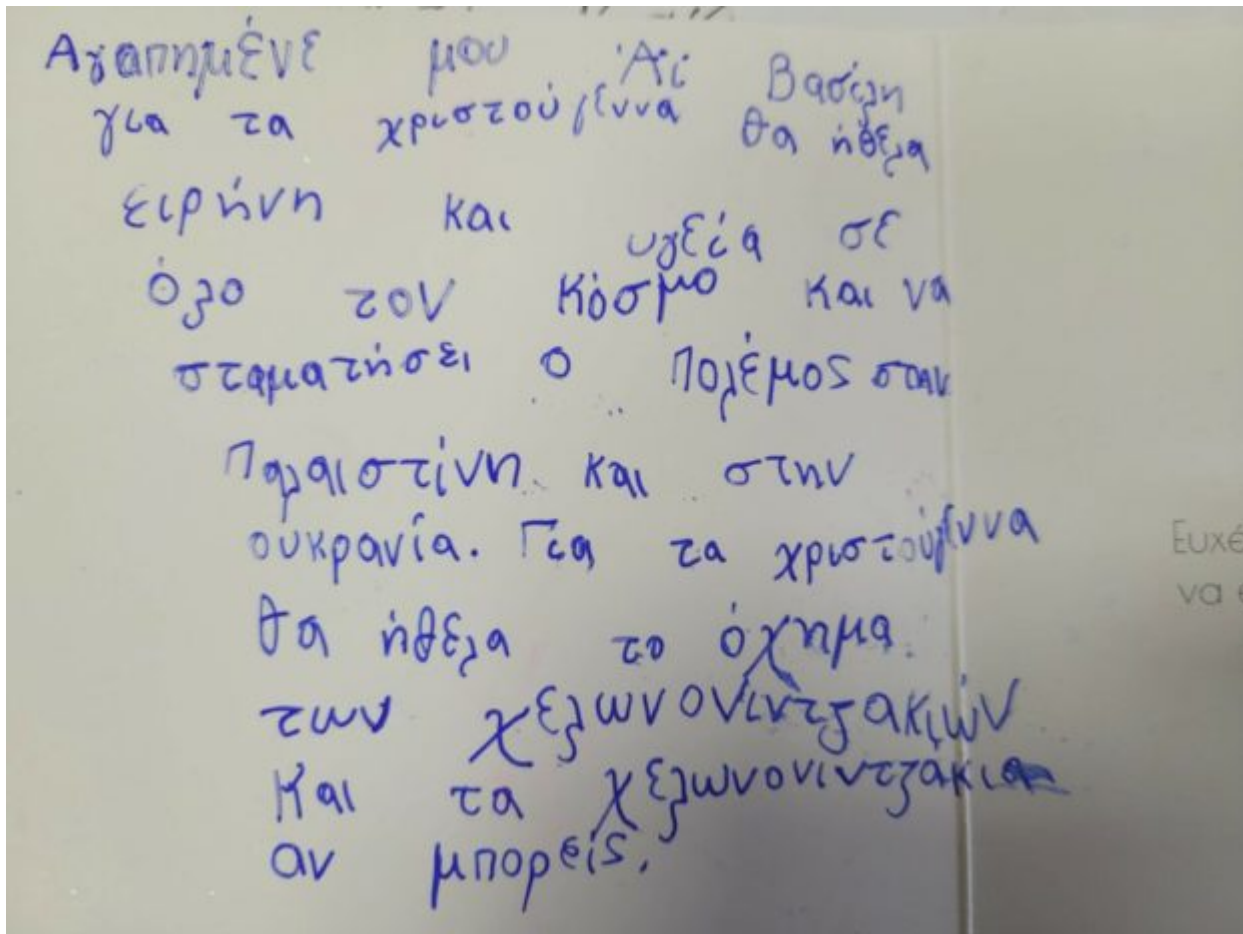 Αγαπημένε μου Άι Βασίλη
για τα χριστούγεννα θα ήθελα
ειρήνη και υγεία σε
όλο τον κόσμο και να
σταματήσει ο πολέμος στην
Παλαιστίνη και στην
ουκρανία. Για τα χριστούγεννα
θα ήθελα το όχημα
των χελωνονιντζακιών
και τα χελωνονιντζάκια
αν μπορείς.
Ευχέ
να